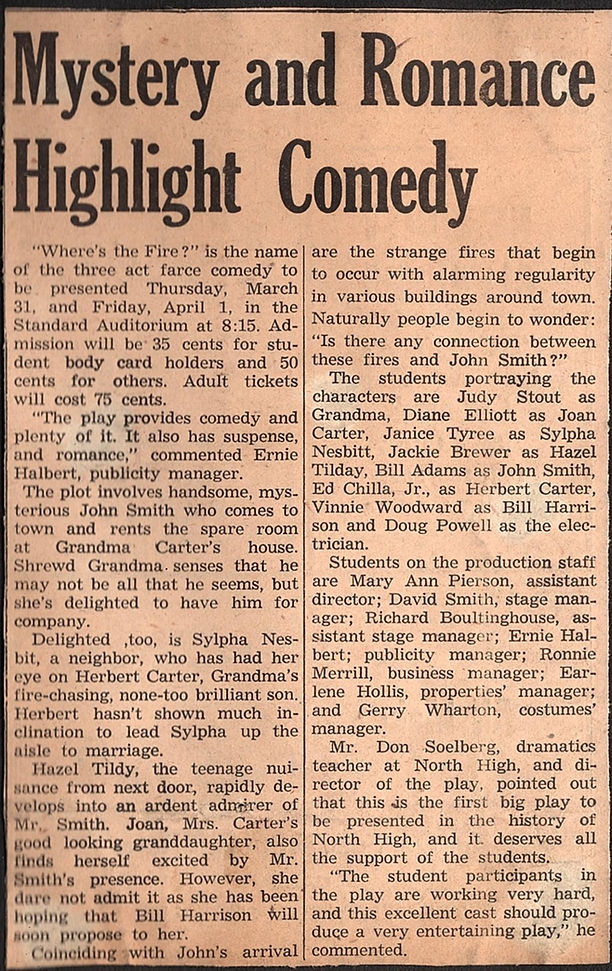 Mystery and Romance
Highlight Comedy
"Where's the Fire?" is the name
of the three act farce comedy to
be presented Thursday, March
31, and Friday, April 1, in the
Standard Auditorium at 8:15. Ad-
mission will be 35 cents for stu-
dent body card holders and 50
cents for others. Adult tickets
will cost 75 cents.
"The play provides comedy and
plenty of it. It also has suspense,
and romance," commented Ernie
Halbert, publicity manager.
The plot involves handsome, mys-
terious John Smith who comes to
town and rents the spare room
at Grandma Carter's house.
Shrewd Grandma senses that he
may not be all that he seems, but
she's delighted to have him for
company.
Delighted ,too, is Sylpha Nes-
bit, a neighbor, who has had her
eye on Herbert Carter, Grandma's
fire-chasing, none-too brilliant son.
Herbert hasn't shown much in-
clination to lead Sylpha up the
aisle to marriage.
Hazel Tildy, the teenage nui-
sance from next door, rapidly de-
velops into an ardent admirer of
Mr. Smith. Joan, Mrs. Carter's
good looking granddaughter, also
finds herself excited by Mr.
Smith's presence. However, she
dare not admit it as she has been
hoping that Bill Harrison will
soon propose to her.
Coinciding with John's arrival
are the strange fires that begin
to occur with alarming regularity
in various buildings around town.
Naturally people begin to wonder:
"Is there any connection between
these fires and John Smith?"
The students portraying the
characters are Judy Stout as
Grandma, Diane Elliott as Joan
Carter, Janice Tyree as Sylpha
Nesbitt, Jackie Brewer as Hazel
Tilday, Bill Adams as John Smith,
Ed Chilla, Jr., as Herbert Carter,
Vinnie Woodward as Bill Harri-
son and Doug Powell as the elec-
trician.
Students on the production staff
are Mary Ann Pierson, assistant
director; David Smith, stage man-
ager; Richard Boultinghouse, as-
sistant stage manager; Ernie Hal-
bert; publicity manager; Ronnie
Merrill, business manager; Ear-
lene Hollis, properties' manager;
and Gerry Wharton, costumes'
manager.
Mr. Don Soelberg, dramatics
teacher at North High, and di-
rector of the play, pointed out
that this is the first big play to
be presented in the history of
North High, and it deserves all
the support of the students.
"The student participants in
the play are working very hard,
and this excellent cast should pro-
duce a very entertaining play," he
commented.